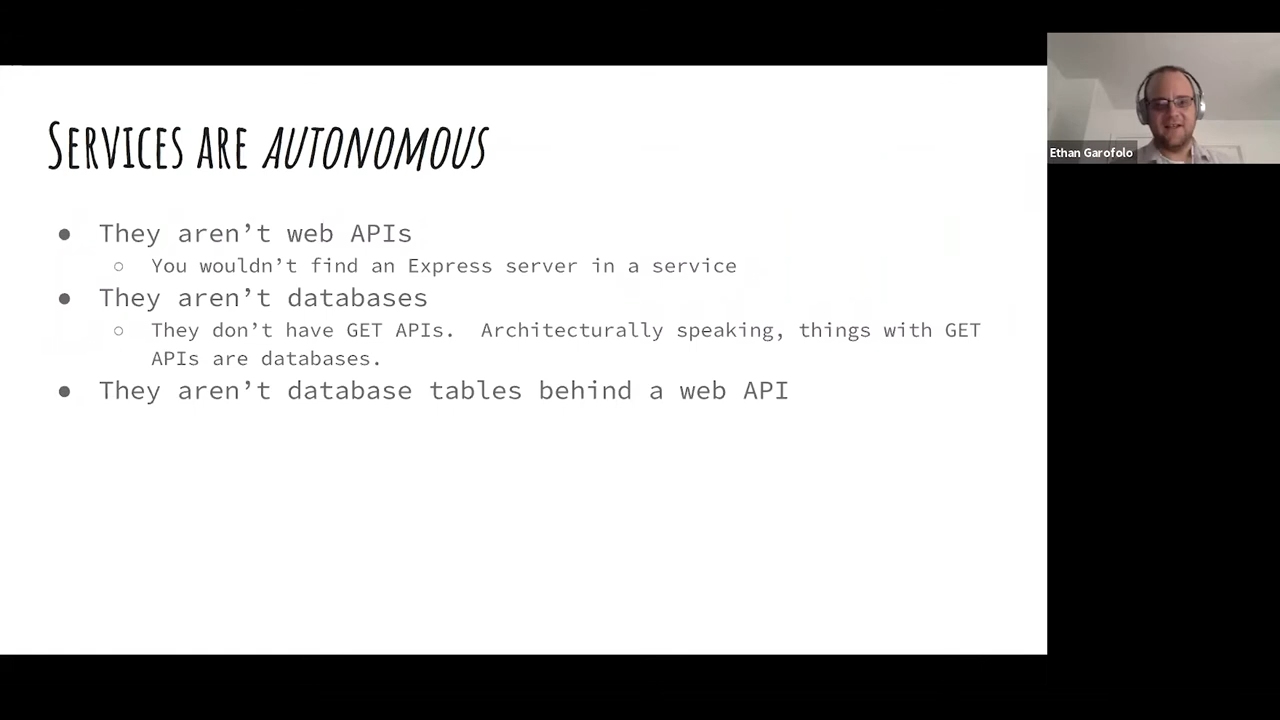 Services are autonomous
● They aren’t web APIs
○ You wouldn’t find an Express server in a service
● They aren’t databases
○ They don’t have GET APIs.  Architecturally speaking, things with GET
APIs are databases.
● They aren’t database tables behind a web API
Ethan Garofolo